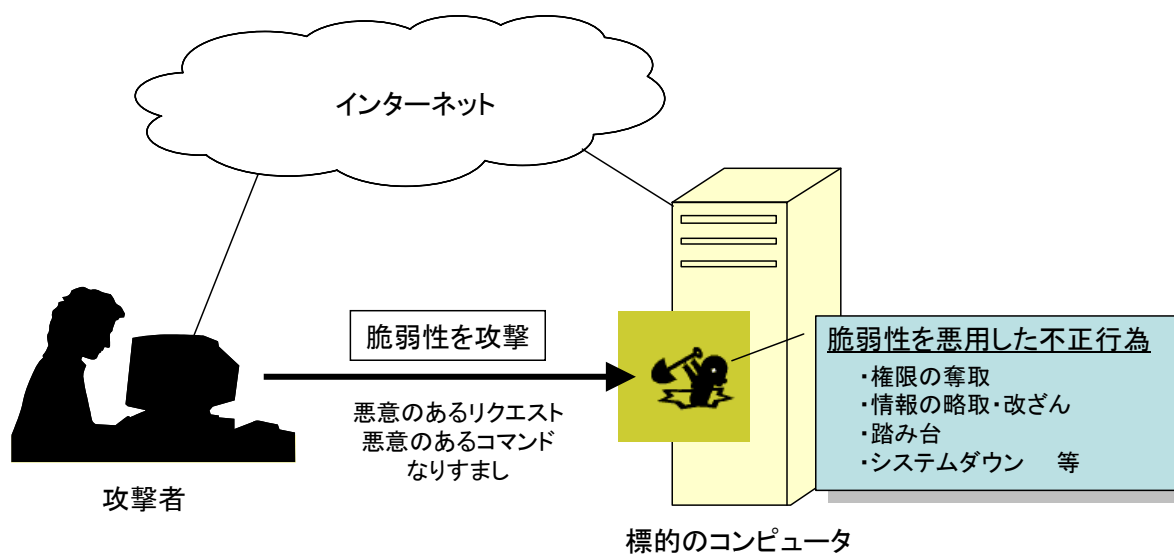 インターネット
脆弱性を攻撃
悪意のあるリクエスト
悪意のあるコマンド
なりすまし
攻撃者
脆弱性を悪用した不正行為
・権限の奪取
・情報の略取・改ざん
・踏み台
・システムダウン 等
標的のコンピュータ